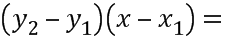 (y₂ − y₁)(x − x₁) =